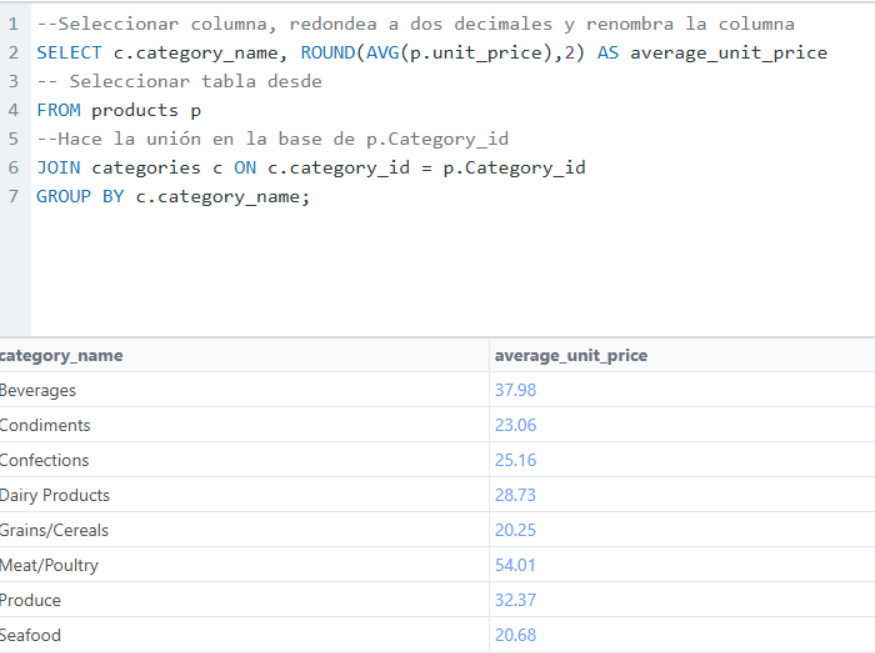 1 --Seleccionar columna, redondea a dos decimales y renombra la columna
2 SELECT c.category_name, ROUND(AVG(p.unit_price),2) AS average_unit_price
3 -- Seleccionar tabla desde
4 FROM products p
5 --Hace la unión en la base de p.Category_id
6 JOIN categories c ON c.category_id = p.Category_id
7 GROUP BY c.category_name;
category_name average_unit_price
Beverages 37.98
Condiments 23.06
Confections 25.16
Dairy Products 28.73
Grains/Cereals 20.25
Meat/Poultry 54.01
Produce 32.37
Seafood 20.68